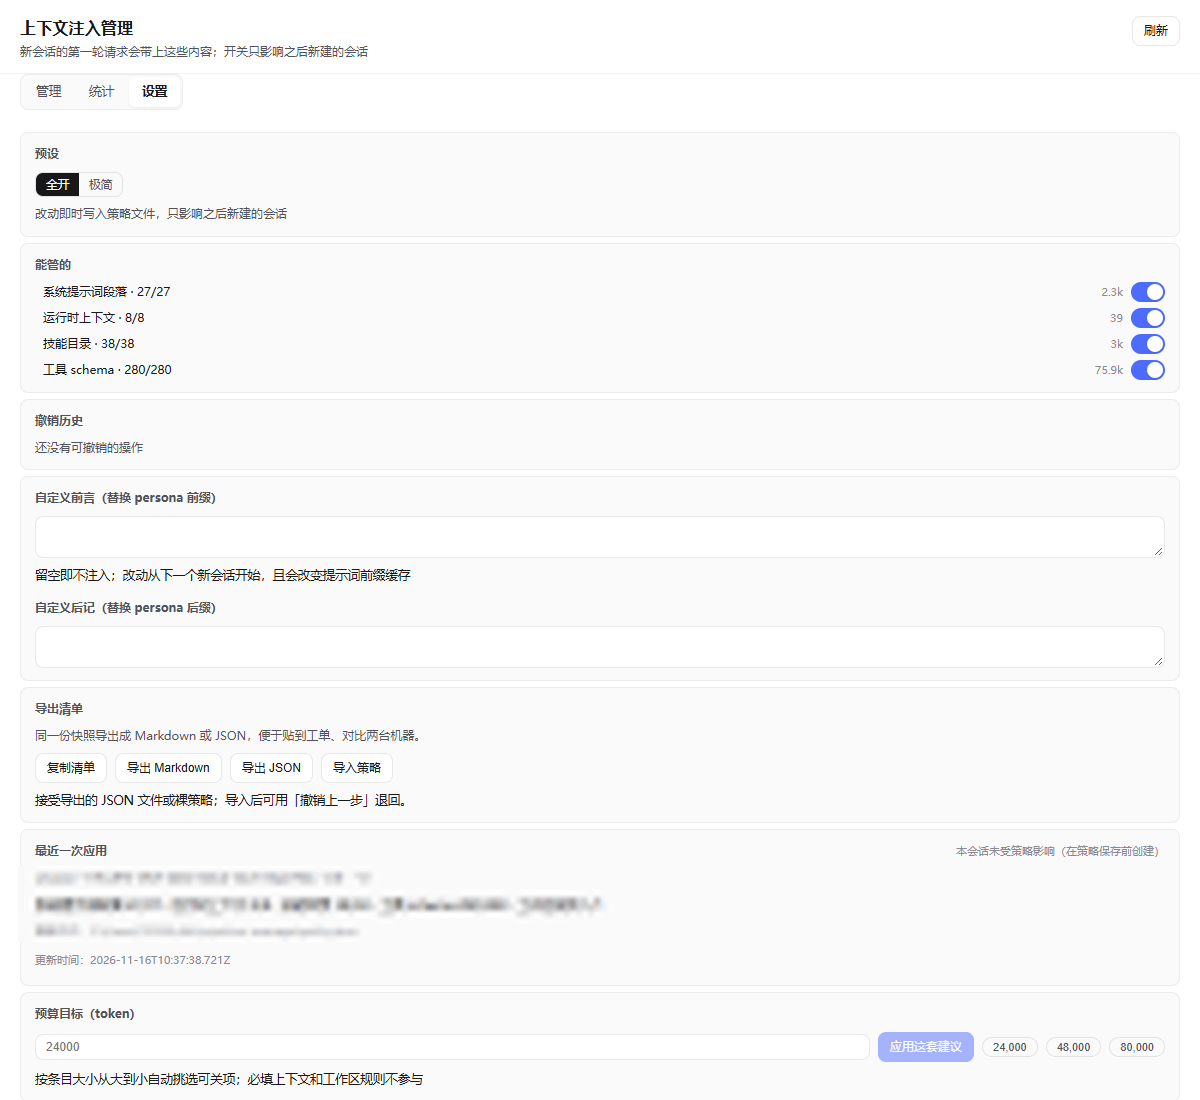 上下文注入管理
新会话的第一轮请求会带上这些内容；开关只影响之后新建的会话
刷新
管理 统计 设置
预设
全开 极简
改动即时写入策略文件，只影响之后新建的会话
能管的
系统提示词段落 · 27/27 2.3k
运行时上下文 · 8/8 39
技能目录 · 38/38 3k
工具 schema · 280/280 75.9k
撤销历史
还没有可撤销的操作
自定义前言（替换 persona 前缀）
留空即不注入；改动从下一个新会话开始，且会改变提示词前缀缓存
自定义后记（替换 persona 后缀）
导出清单
同一份快照导出成 Markdown 或 JSON，便于贴到工单、对比两台机器。
复制清单 导出 Markdown 导出 JSON 导入策略
接受导出的 JSON 文件或裸策略；导入后可用「撤销上一步」退回。
最近一次应用 本会话未受策略影响（在策略保存前创建）
更新时间：2026-11-16T10:37:38.721Z
预算目标（token）
24000 应用这套建议 24,000 48,000 80,000
按条目大小从大到小自动挑选可关项；必填上下文和工作区规则不参与